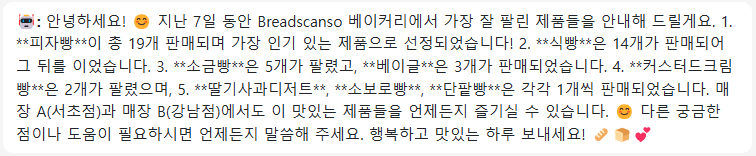 🤖: 안녕하세요! 😊 지난 7일 동안 Breadscanso 베이커리에서 가장 잘 팔린 제품들을 안내해 드릴게요. 1.
**피자빵**이 총 19개 판매되며 가장 인기 있는 제품으로 선정되었습니다! 2. **식빵**은 14개가 판매되어
그 뒤를 이었습니다. 3. **소금빵**은 5개가 팔렸고, **베이글**은 3개가 판매되었습니다. 4. **커스터드크림
빵**은 2개가 팔렸으며, 5. **딸기사과디저트**, **소보로빵**, **단팥빵**은 각각 1개씩 판매되었습니다. 매
장 A(서초점)과 매장 B(강남점)에서도 이 맛있는 제품들을 언제든지 즐기실 수 있습니다. 😊 다른 궁금한
점이나 도움이 필요하시면 언제든지 말씀해 주세요. 행복하고 맛있는 하루 보내세요! 🥖 🍞 💕